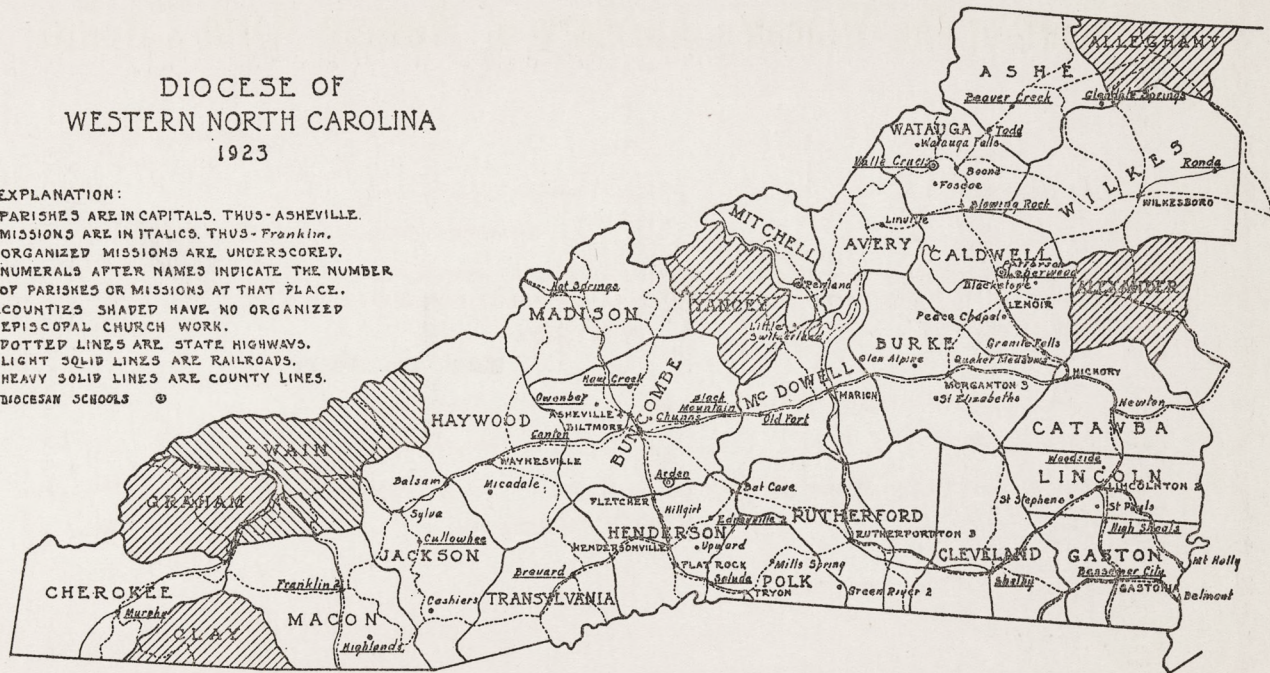 DIOCESE OF
WESTERN NORTH CAROLINA
1923
EXPLANATION:
PARISHES ARE IN CAPITALS. THUS-ASHEVILLE.
MISSIONS ARE IN ITALICS. THUS-Franklin.
ORGANIZED MISSIONS ARE UNDERSCORED.
NUMERALS AFTER NAMES INDICATE THE NUMBER
OF PARISHES OR MISSIONS AT THAT PLACE.
COUNTIES SHADED HAVE NO ORGANIZED
EPISCOPAL CHURCH WORK.
DOTTED LINES ARE STATE HIGHWAYS.
LIGHT SOLID LINES ARE RAILROADS.
HEAVY SOLID LINES ARE COUNTY LINES.
DIOCESAN SCHOOLS
ALLEGHANY
ASHE
Beaver Creek
Glendale Springs
WATAUGA
Todd
Watauga Falls
Valle Crucis
Boone
Foscoe
Blowing Rock
WILKES
Ronda
WILKESBORO
MITCHELL
Linville
AVERY
CALDWELL
Patterson
Ledgerwood
Blackstone
LENOIR
Peace Chapel
ALEXANDER
Penland
YANCEY
Little
Switzerland
Hot Springs
MADISON
BURKE
Glen Alpine
Granite Falls
Quaker Meadows
HICKORY
MORGANTON 3
St Elizabeths
McDOWELL
MARION
Old Fort
Black
Mountain
Chunns
BUNCOMBE
Haw Creek
Owenby
ASHEVILLE
BILTMORE
Canton
HAYWOOD
WAYNESVILLE
Micadale
Balsam
Newton
CATAWBA
Woodside
LINCOLN
LINCOLNTON 2
St Stephens
St Pauls
High Shoals
SWAIN
GRAHAM
Sylva
Cullowhee
JACKSON
Cashiers
Arden
FLETCHER
Hillgirt
Bat Cave
Edneyville
HENDERSON
HENDERSONVILLE
Upward
FLAT ROCK
Saluda
TRYON
POLK
Mills Spring
Green River 2
RUTHERFORD
RUTHERFORDTON 3
CLEVELAND
Shelby
GASTON
Bessemer City
GASTONIA
Mt Holly
Belmont
Brevard
TRANSYLVANIA
CHEROKEE
Murphy
CLAY
MACON
Franklin 2
Highlands